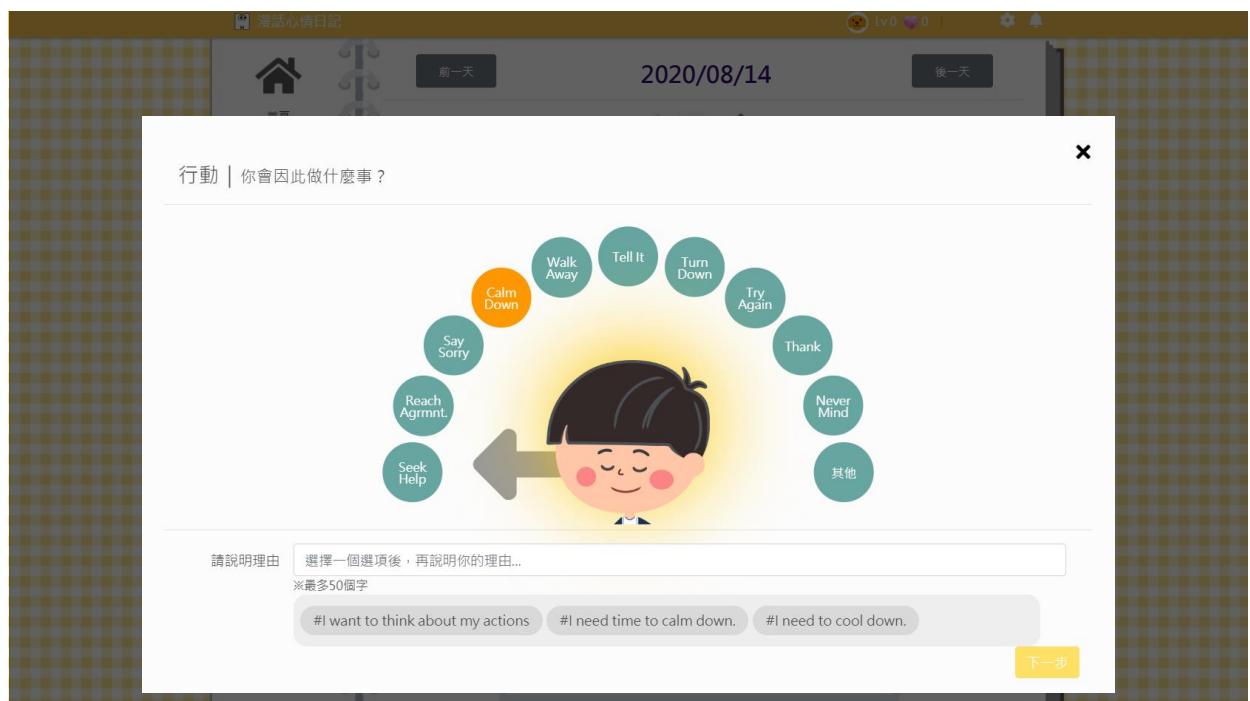 漫話心情日記
lv0
0
前一天
2020/08/14
後一天
行動 | 你會因此做什麼事?
Tell It
Walk
Away
Turn
Down
Calm
Down
Try
Again
Say
Sorry
Thank
Reach
Agrmnt.
Never
Mind
Seek
Help
其他
請說明理由
選擇一個選項後，再說明你的理由...
※最多50個字
#I want to think about my actions
#I need time to calm down.
#I need to cool down.
下一步